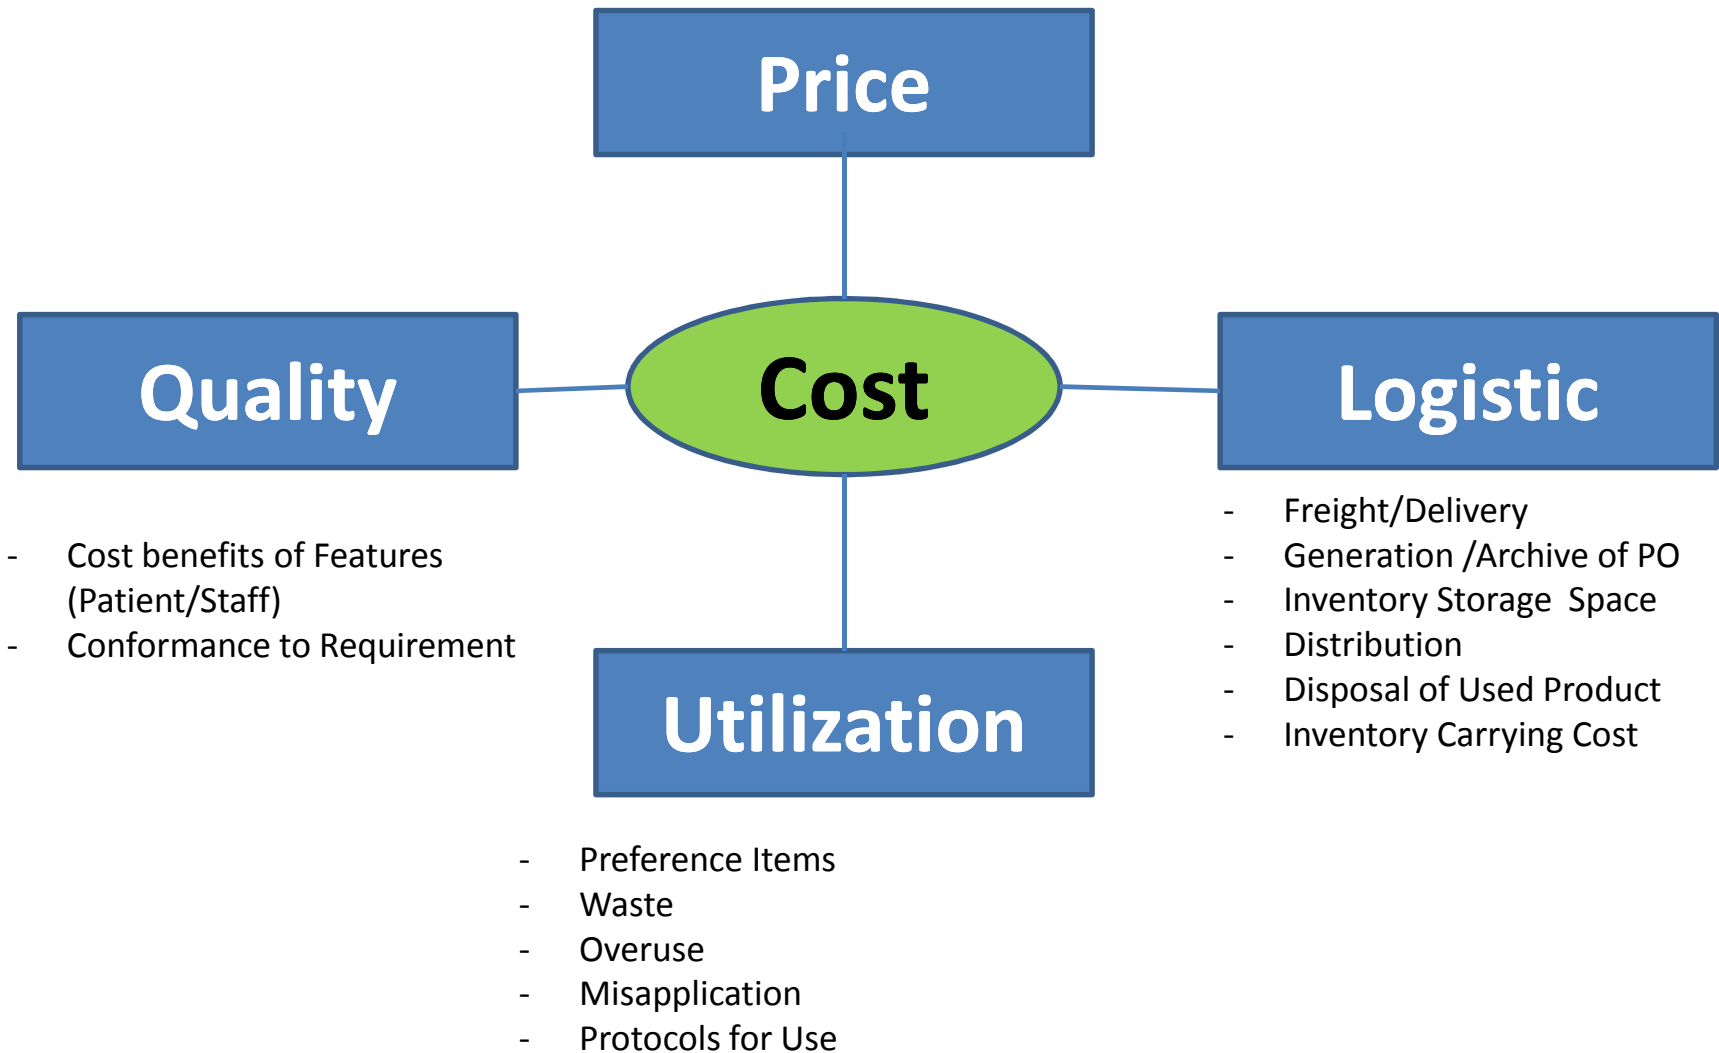 Price
Quality
Cost
Logistic
- Cost benefits of Features
(Patient/Staff)
- Conformance to Requirement
- Freight/Delivery
- Generation /Archive of PO
- Inventory Storage  Space
- Distribution
- Disposal of Used Product
- Inventory Carrying Cost
Utilization
- Preference Items
- Waste
- Overuse
- Misapplication
- Protocols for Use